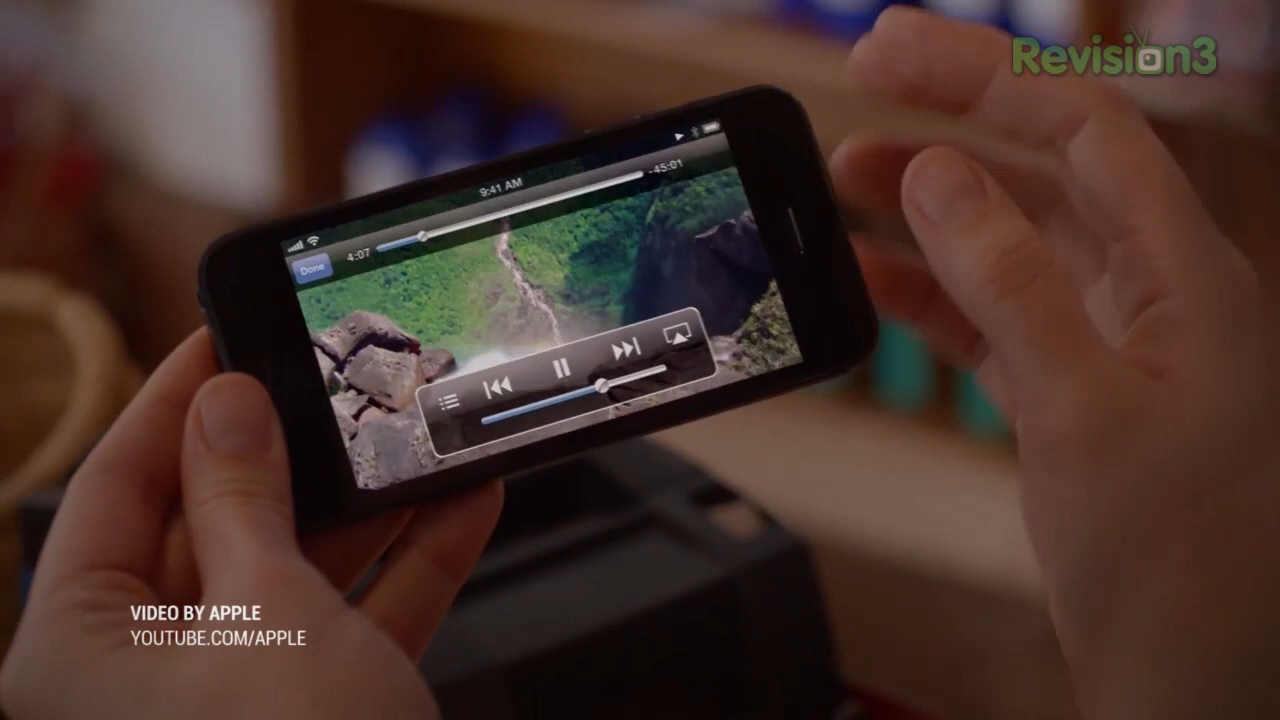 Revision3
9:41 AM
4:07
-45:01
Done
VIDEO BY APPLE
YOUTUBE.COM/APPLE